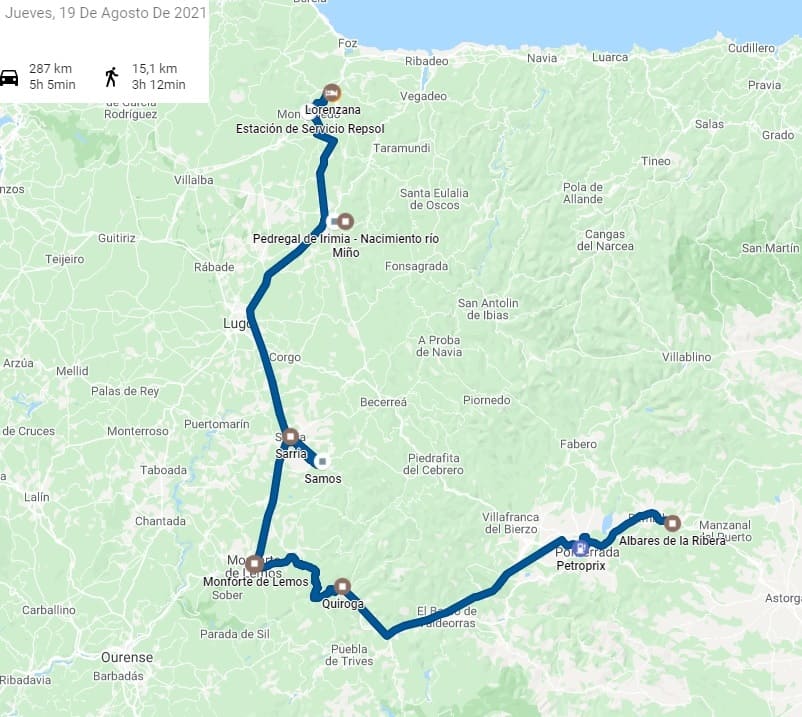 Jueves, 19 De Agosto De 2021
287 km
5h 5min
15,1 km
3h 12min
Foz
Ribadeo
Navia
Luarca
Cudillero
Vegadeo
Pravia
de García
Rodríguez
Lorenzana
Estación de Servicio Repsol
Salas
Grado
Taramundi
Tineo
Villalba
Santa Eulalia
de Oscos
Pola de
Allande
Pedregal de Irimia - Nacimiento río
Miño
Guitiriz
Cangas
del Narcea
San Martín
Teijeiro
Rábade
Fonsagrada
San Antolin
de Ibias
Lugo
A Proba
de Navia
Arzúa
Mellid
Corgo
Villablino
Palas de Rey
Becerreá
Piornedo
de Cruces
Monterroso
Puertomarín
Sarria
Fabero
Taboada
Piedrafita
del Cebrero
Samos
Lalín
Chantada
Villafranca
del Bierzo
Manzanal
del Puerto
Albares de la Ribera
Ponferrada
Petroprix
Monforte
de Lemos
Monforte de Lemos
Sober
Quiroga
Astorga
Carballino
El Barco de
Valdeorras
Parada de Sil
Puebla
de Trives
Ourense
Ribadavia
Barbadás